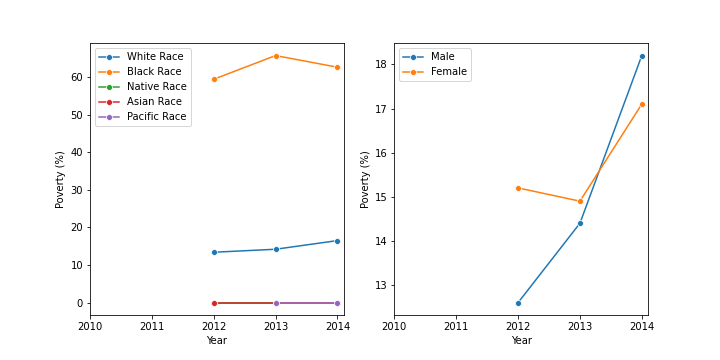 White Race
Black Race
Native Race
Asian Race
Pacific Race
Poverty (%)
60
50
40
30
20
10
0
2010 2011 2012 2013 2014
Year
Male
Female
Poverty (%)
18
17
16
15
14
13
2010 2011 2012 2013 2014
Year